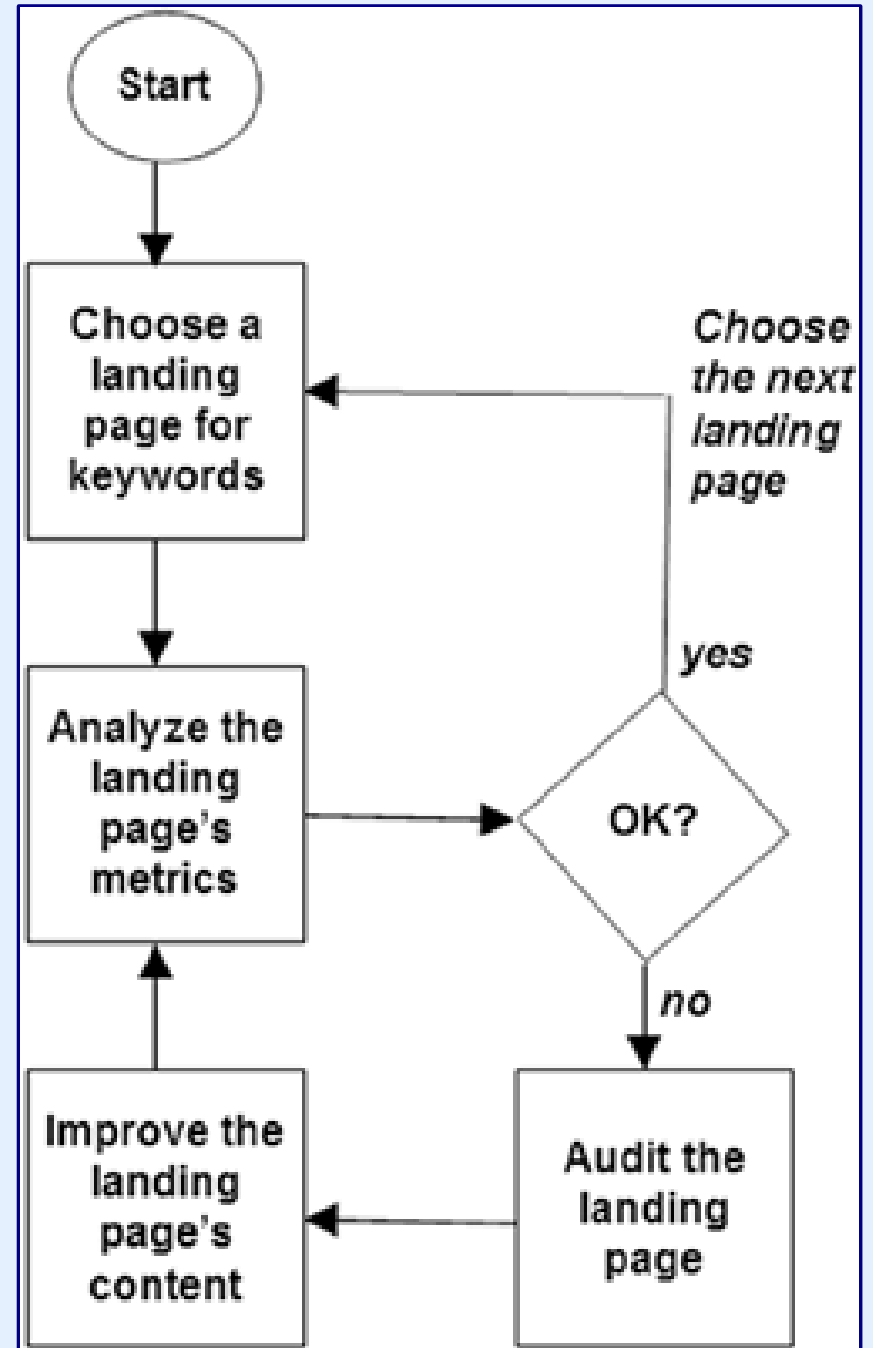 Start
Choose a
landing
page for
keywords
Choose
the next
landing
page
yes
Analyze the
landing
page's
metrics
OK?
no
Improve the
landing
page's
content
Audit the
landing
page